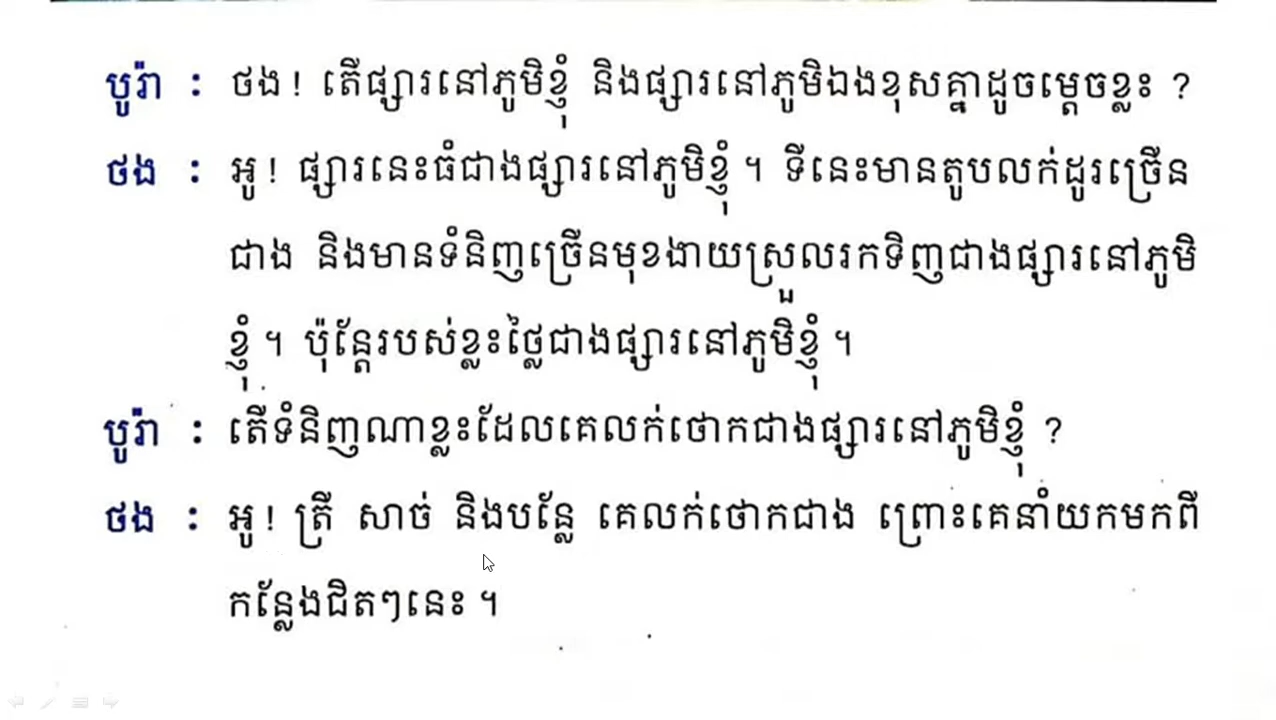 បូរ៉ា : ថង ! តើផ្សារនៅភូមិខ្ញុំ និងផ្សារនៅភូមិឯងខុសគ្នាដូចម្ដេចខ្លះ ?
ថង : អូ ! ផ្សារនេះធំជាងផ្សារនៅភូមិខ្ញុំ ។ ទីនេះមានតូបលក់ដូរច្រើន
ជាង និងមានទំនិញច្រើនមុខងាយស្រួលរកទិញជាងផ្សារនៅភូមិ
ខ្ញុំ ។ ប៉ុន្តែរបស់ខ្លះថ្លៃជាងផ្សារនៅភូមិខ្ញុំ ។
បូរ៉ា : តើទំនិញណាខ្លះដែលគេលក់ថោកជាងផ្សារនៅភូមិខ្ញុំ ?
ថង : អូ ! ត្រី សាច់ និងបន្លែ គេលក់ថោកជាង ព្រោះគេនាំយកមកពី
កន្លែងជិតៗនេះ ។